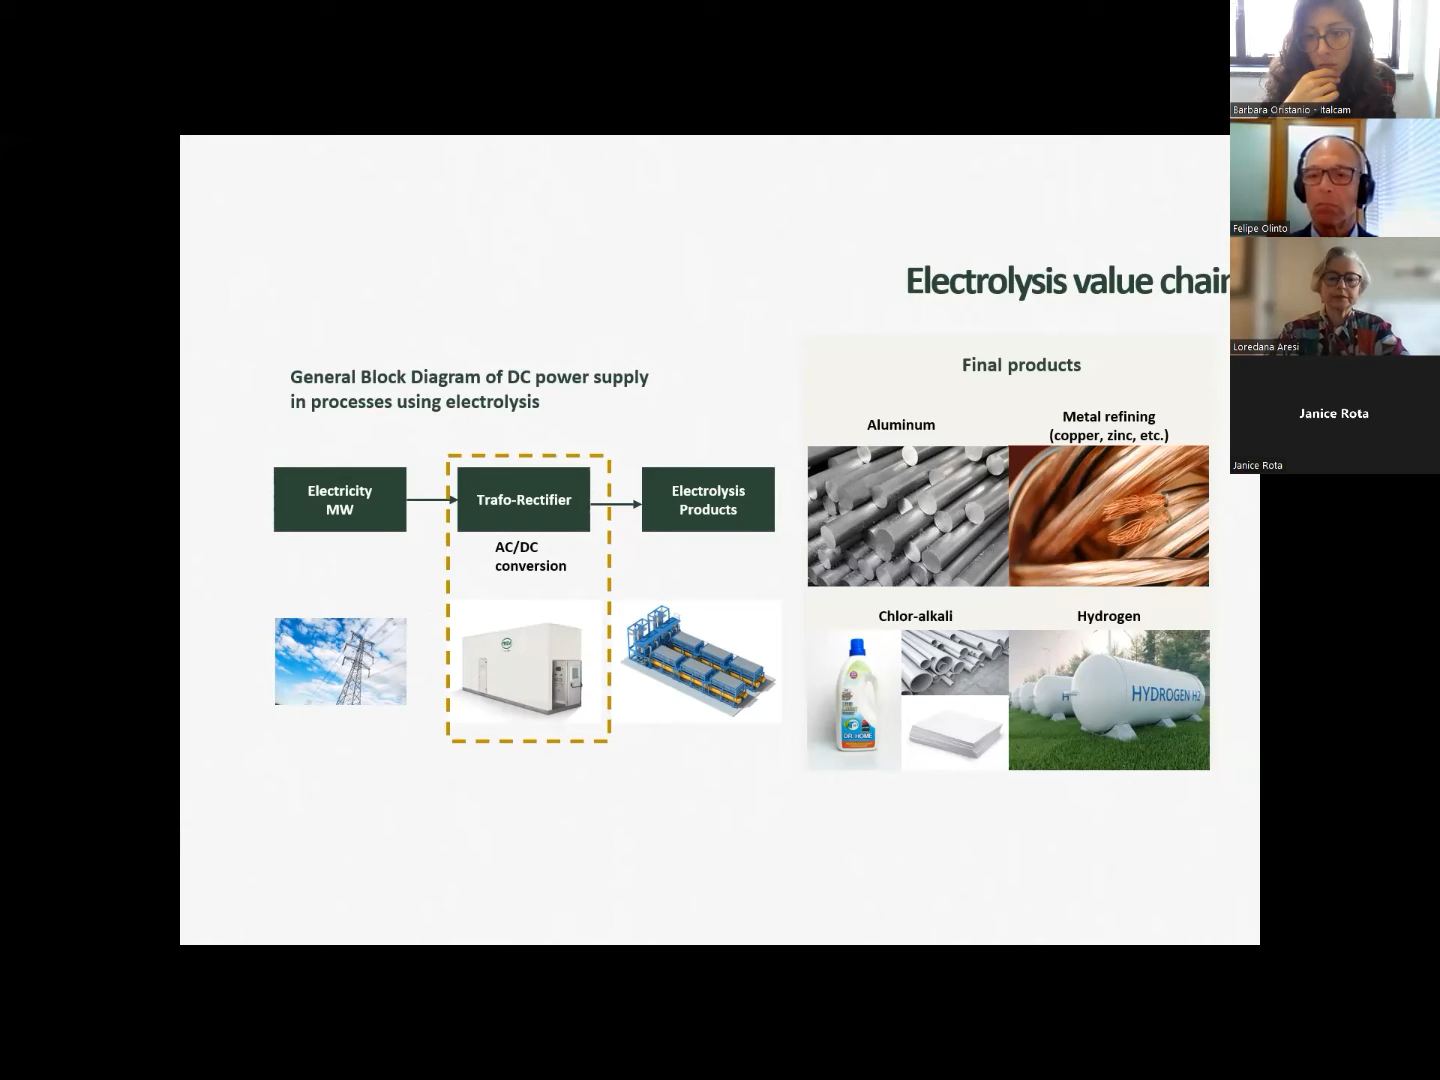 Electrolysis value chain
General Block Diagram of DC power supply
in processes using electrolysis
Electricity
MW
Trafo-Rectifier
Electrolysis
Products
AC/DC
conversion
Final products
Aluminum
Metal refining
(copper, zinc, etc.)
Chlor-alkali
Hydrogen
DR. HOME
HYDROGEN H2
Barbara Oristanio - Italcam
Felipe Olinto
Loredana Aresi
Janice Rota
Janice Rota